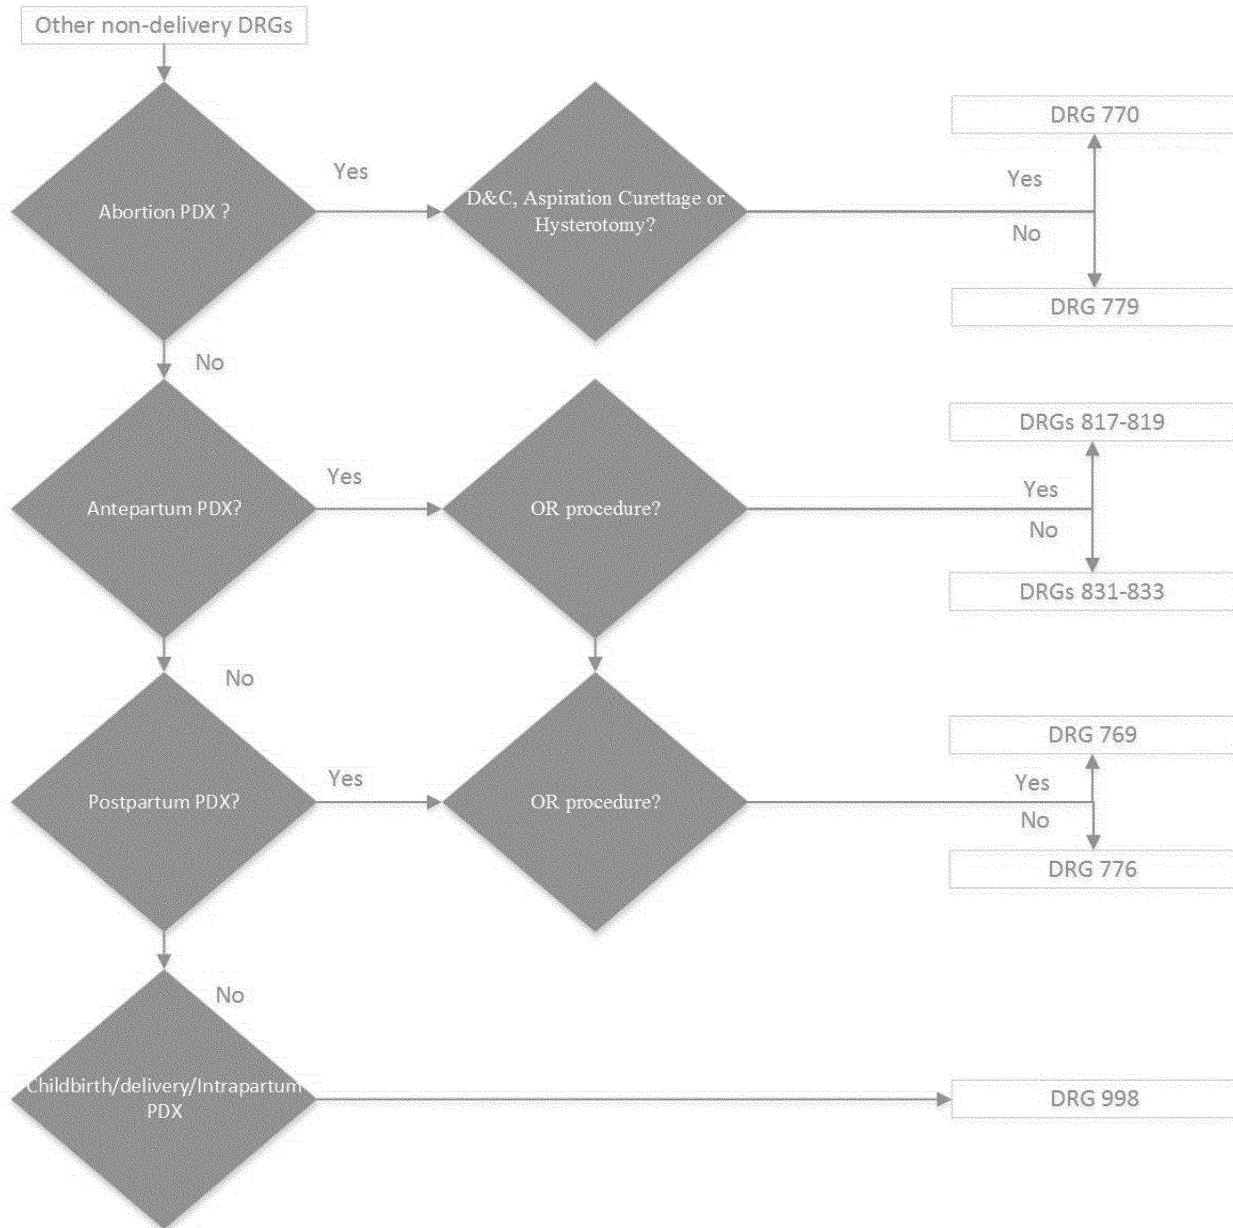 Other non-delivery DRGs
DRG 770
Yes
Yes
Abortion PDX ?
D&C, Aspiration Curettage or
Hysterotomy?
No
DRG 779
No
DRGs 817-819
Yes
Yes
Antepartum PDX?
OR procedure?
No
DRGs 831-833
No
DRG 769
Yes
Yes
Postpartum PDX?
OR procedure?
No
DRG 776
No
Childbirth/delivery/Intrapartum
PDX
DRG 998